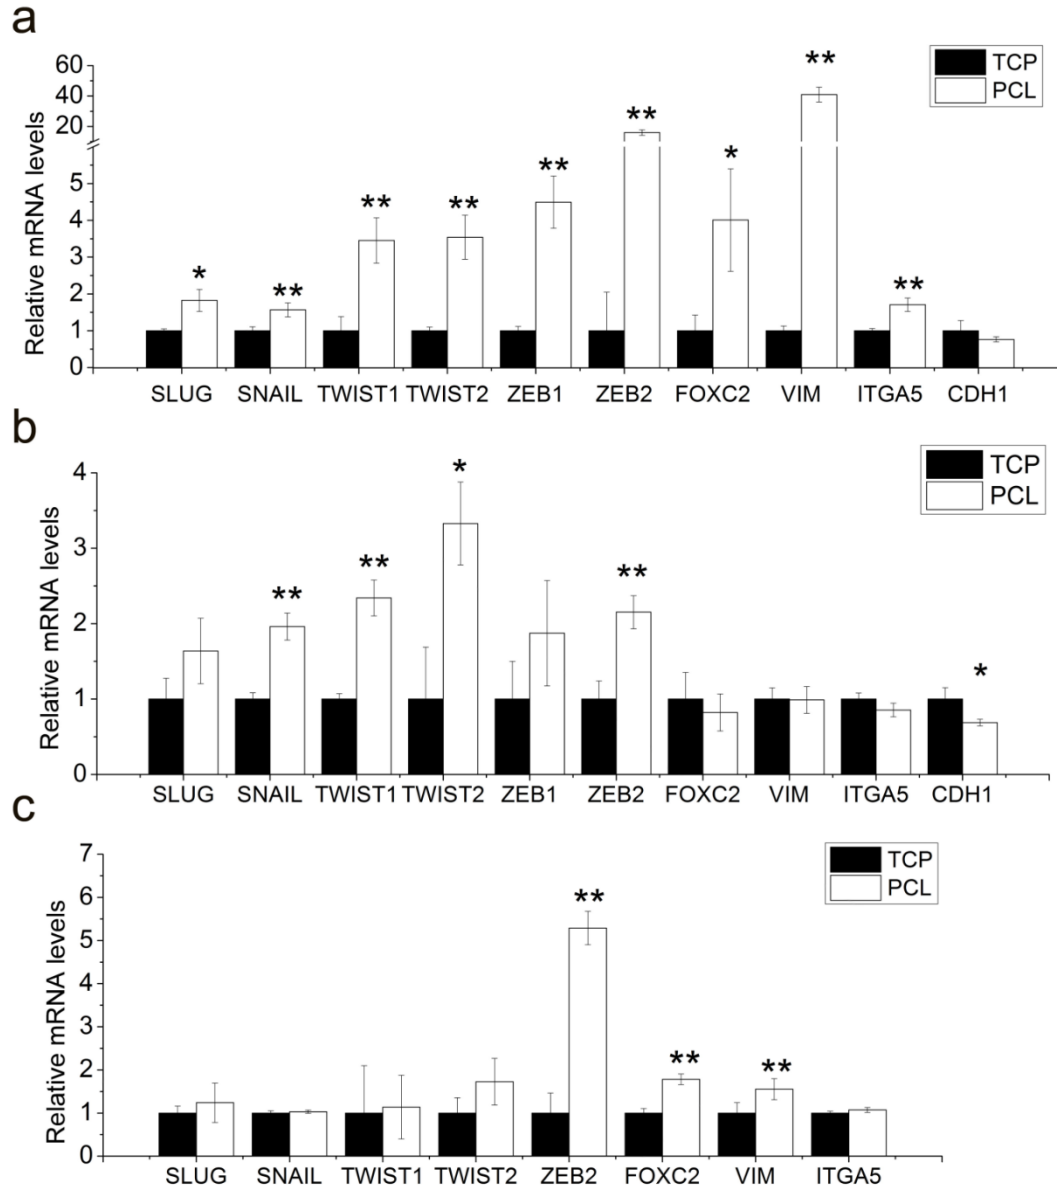 a
TCP
PCL
Relative mRNA levels
60
40
20
5
4
3
2
1
0
* ** ** ** ** ** * ** **
SLUG SNAIL TWIST1 TWIST2 ZEB1 ZEB2 FOXC2 VIM ITGA5 CDH1
b
TCP
PCL
Relative mRNA levels
4
3
2
1
0
** ** * ** *
SLUG SNAIL TWIST1 TWIST2 ZEB1 ZEB2 FOXC2 VIM ITGA5 CDH1
c
TCP
PCL
Relative mRNA levels
7
6
5
4
3
2
1
0
** ** **
SLUG SNAIL TWIST1 TWIST2 ZEB2 FOXC2 VIM ITGA5